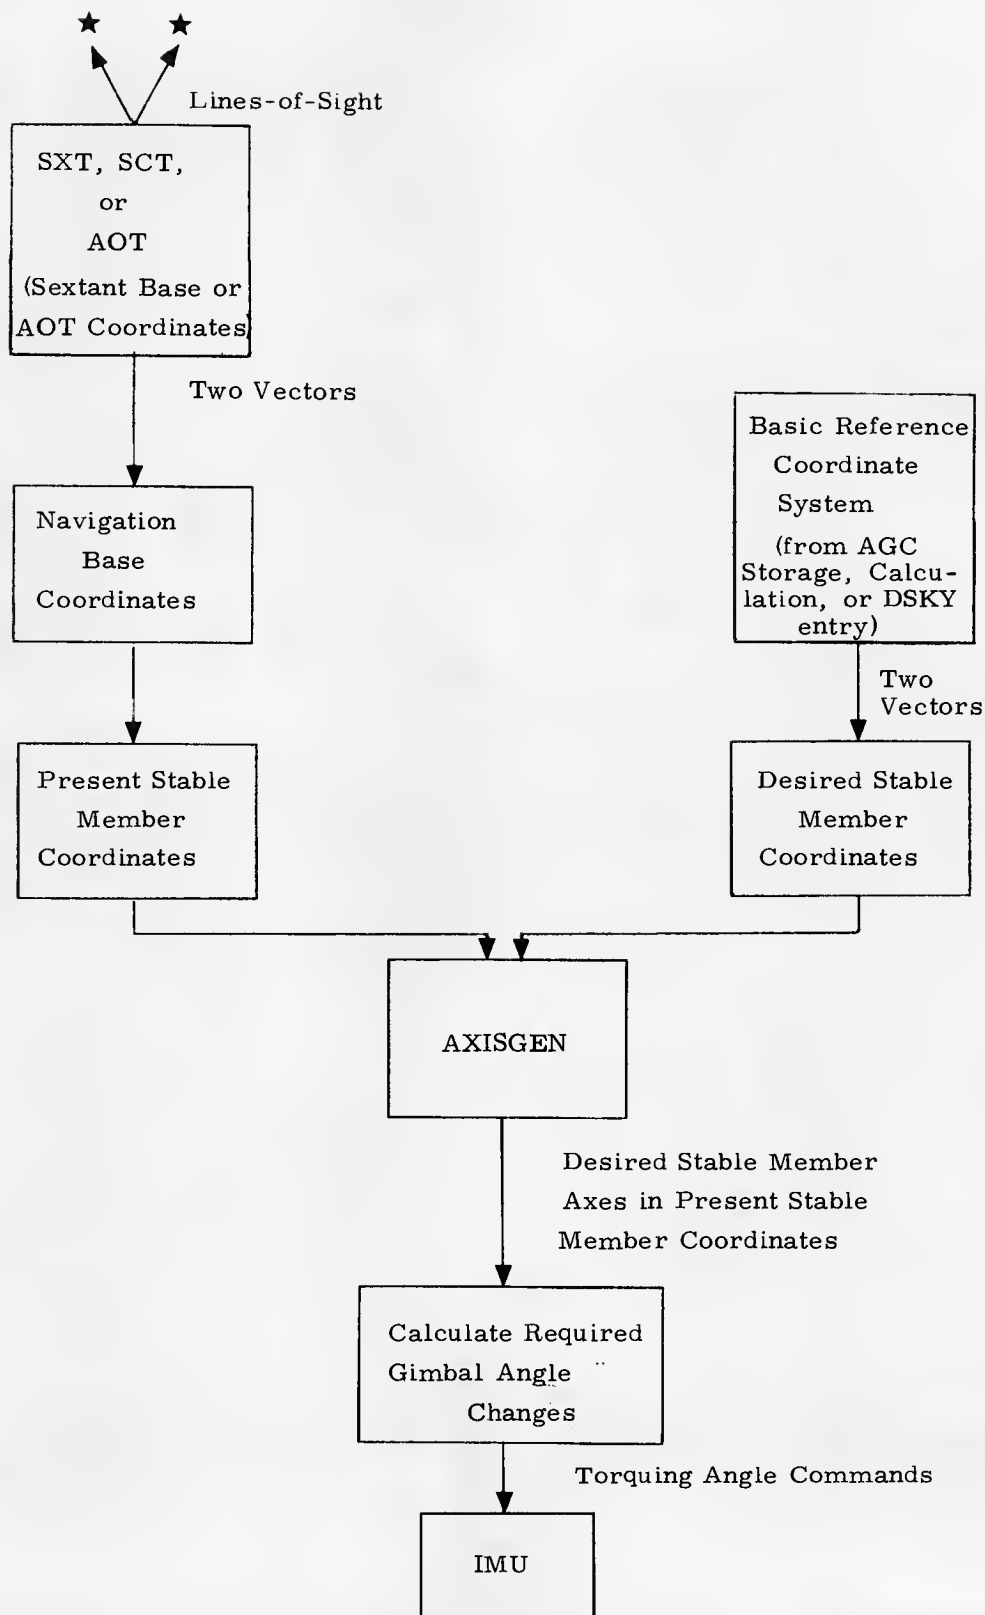 Lines-of-Sight
SXT, SCT,
or
AOT
(Sextant Base or
AOT Coordinates)
Two Vectors
Navigation
Base
Coordinates
Present Stable
Member
Coordinates
Basic Reference
Coordinate
System
(from AGC
Storage, Calcu-
lation, or DSKY
entry)
Two
Vectors
Desired Stable
Member
Coordinates
AXISGEN
Desired Stable Member
Axes in Present Stable
Member Coordinates
Calculate Required
Gimbal Angle
Changes
Torquing Angle Commands
IMU